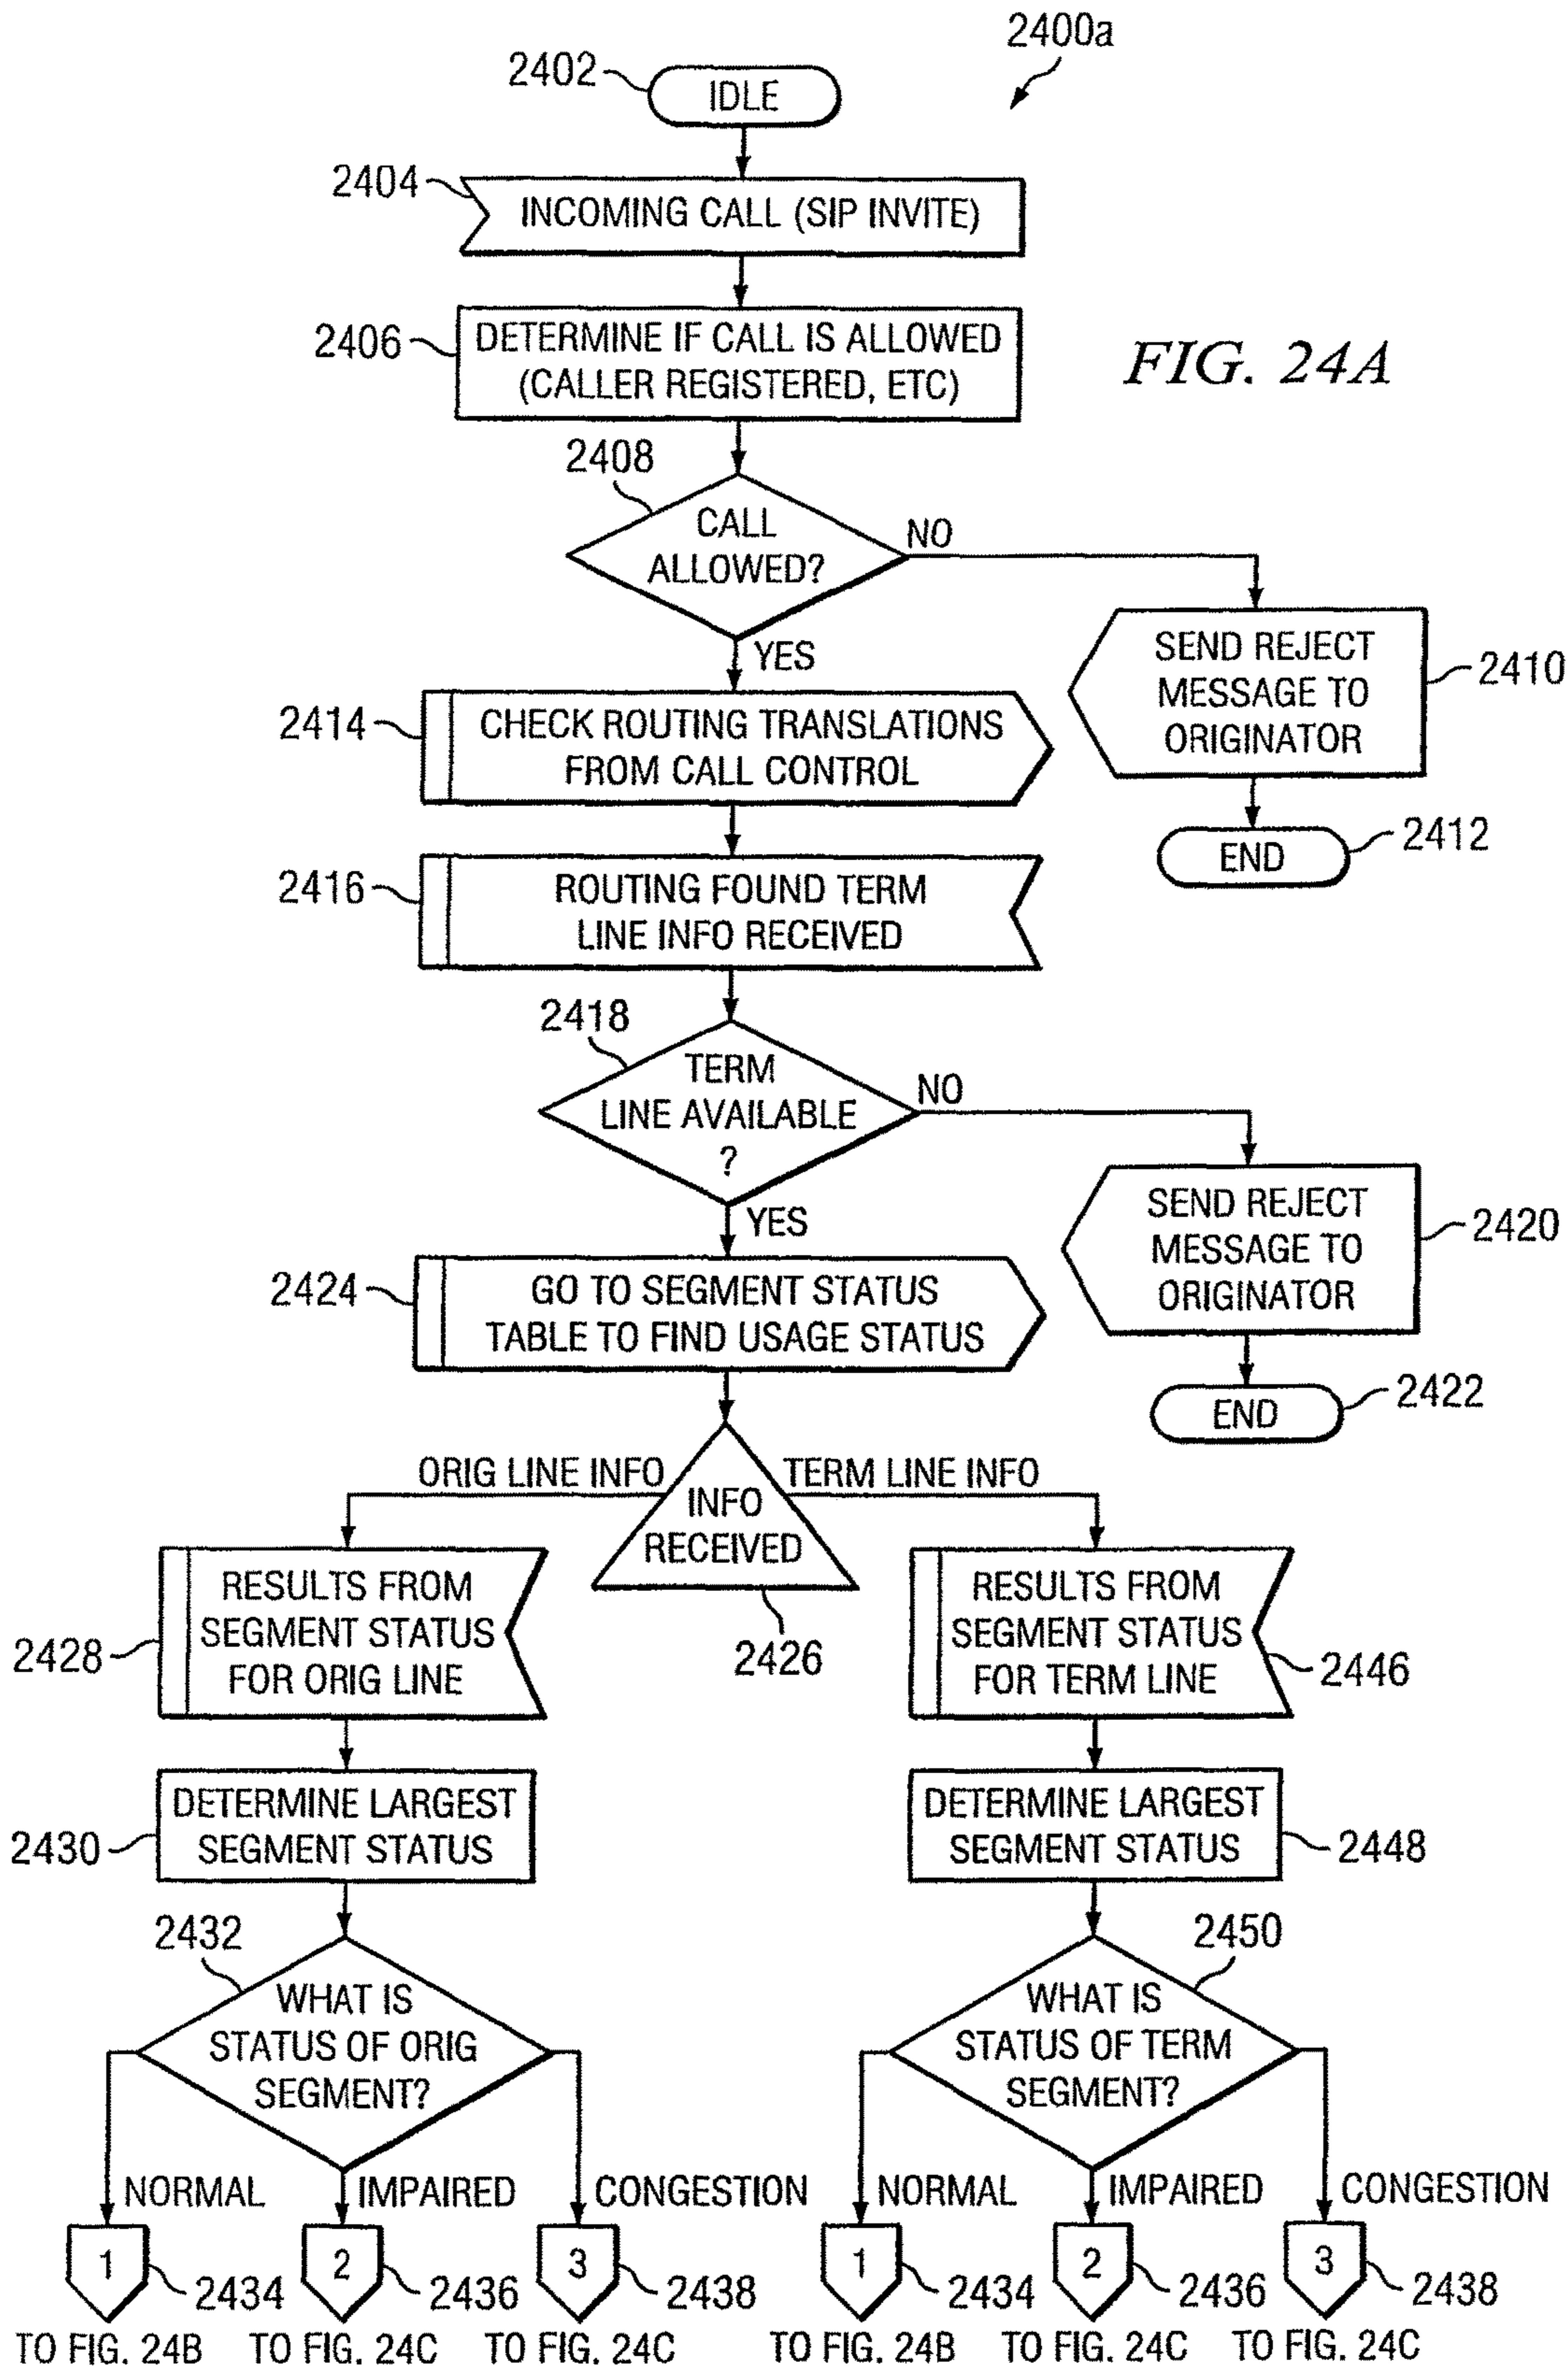 2400a
2402
IDLE
2404
INCOMING CALL (SIP INVITE)
2406
DETERMINE IF CALL IS ALLOWED
(CALLER REGISTERED, ETC)
FIG. 24A
2408
CALL
ALLOWED?
NO
YES
SEND REJECT
MESSAGE TO
ORIGINATOR
2410
2414
CHECK ROUTING TRANSLATIONS
FROM CALL CONTROL
END
2412
2416
ROUTING FOUND TERM
LINE INFO RECEIVED
2418
TERM
LINE AVAILABLE
?
NO
YES
SEND REJECT
MESSAGE TO
ORIGINATOR
2420
2424
GO TO SEGMENT STATUS
TABLE TO FIND USAGE STATUS
END
2422
ORIG LINE INFO
TERM LINE INFO
INFO
RECEIVED
2426
RESULTS FROM
SEGMENT STATUS
FOR ORIG LINE
2428
RESULTS FROM
SEGMENT STATUS
FOR TERM LINE
2446
DETERMINE LARGEST
SEGMENT STATUS
2430
DETERMINE LARGEST
SEGMENT STATUS
2448
2432
WHAT IS
STATUS OF ORIG
SEGMENT?
2450
WHAT IS
STATUS OF TERM
SEGMENT?
NORMAL
IMPAIRED
CONGESTION
NORMAL
IMPAIRED
CONGESTION
1
2434
2
2436
3
2438
1
2434
2
2436
3
2438
TO FIG. 24B
TO FIG. 24C
TO FIG. 24C
TO FIG. 24B
TO FIG. 24C
TO FIG. 24C